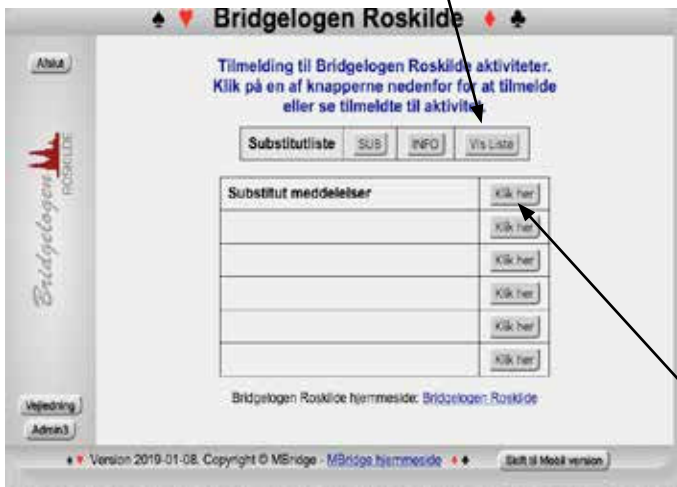 ♠ ♥ Bridgelogen Roskilde ♦ ♣
Afslut
Tilmelding til Bridgelogen Roskilde aktiviteter.
Klik på en af knapperne nedenfor for at tilmelde
eller se tilmeldte til aktivitet.
Substitutliste SUB INFO Vis Liste
Bridgelogen
ROSKILDE
Substitut meddelelser Klik her
Klik her
Klik her
Klik her
Klik her
Klik her
Bridgelogen Roskilde hjemmeside: Bridgelogen Roskilde
Vejledning
Admin3
♠ ♥ Version 2019-01-08. Copyright © MBridge - MBridge hjemmeside ♦ ♣ Skift til Mobil version